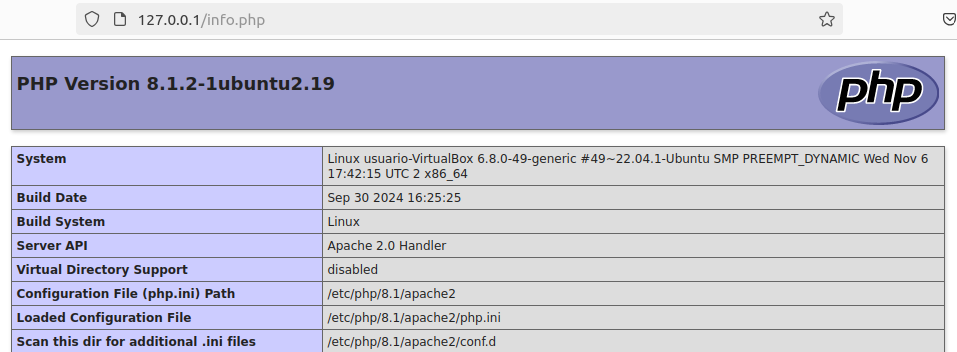 127.0.0.1/info.php
PHP Version 8.1.2-1ubuntu2.19
php
System
Linux usuario-VirtualBox 6.8.0-49-generic #49~22.04.1-Ubuntu SMP PREEMPT_DYNAMIC Wed Nov 6
17:42:15 UTC 2 x86_64
Build Date
Sep 30 2024 16:25:25
Build System
Linux
Server API
Apache 2.0 Handler
Virtual Directory Support
disabled
Configuration File (php.ini) Path
/etc/php/8.1/apache2
Loaded Configuration File
/etc/php/8.1/apache2/php.ini
Scan this dir for additional .ini files
/etc/php/8.1/apache2/conf.d